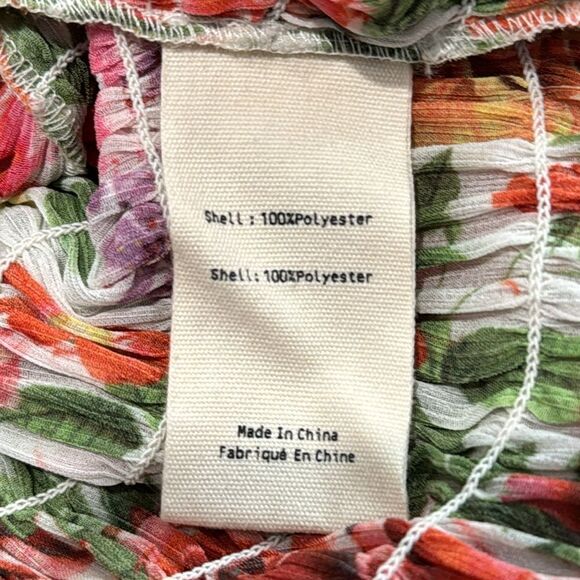 Shell : 100%Polyester
Shell: 100%Polyester
Made In China
Fabriqué En Chine